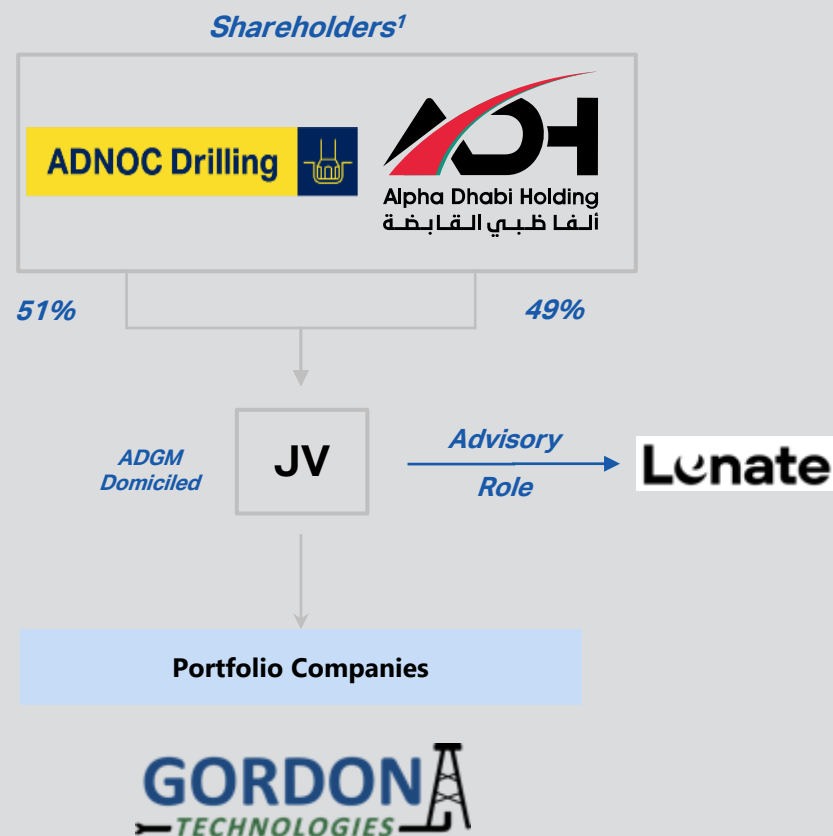 Shareholders¹
ADNOC Drilling
ADH
Alpha Dhabi Holding
ألفا ظبي القابضة
51%
49%
JV
ADGM
Domiciled
Advisory
Role
Lunate
Portfolio Companies
GORDON
TECHNOLOGIES